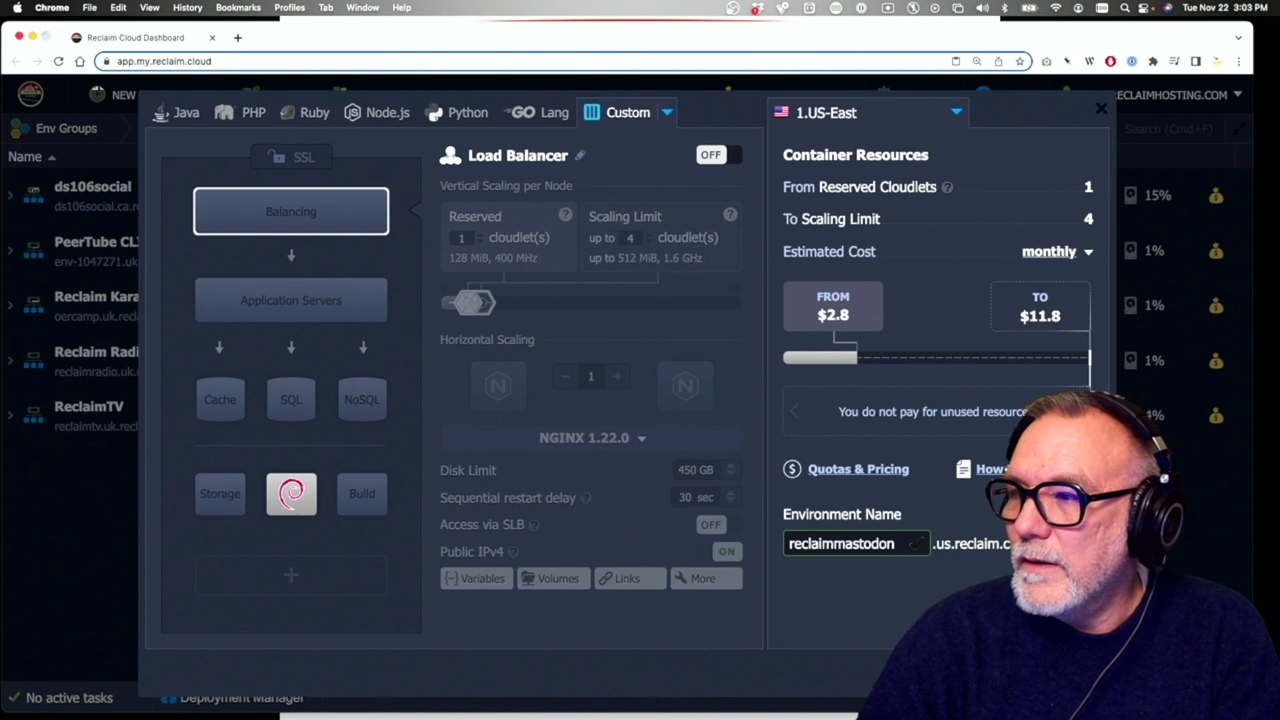 Chrome File Edit View History Bookmarks Profiles Tab Window Help Tue Nov 22 3:03 PM
Reclaim Cloud Dashboard
app.my.reclaim.cloud
NEW
ECLAIMHOSTING.COM
Env Groups
Search (Cmd+F)
Name
ds106social
ds106social.ca.r
15%
PeerTube CL
env-1047271.uk
1%
Reclaim Kara
oercamp.uk.recl
1%
Reclaim Radi
reclaimradio.uk.r
1%
ReclaimTV
reclaimtv.uk.recl
4%
Java PHP Ruby Node.js Python Lang Custom
1.US-East
SSL
Balancing
Application Servers
Cache SQL NoSQL
Storage Build
Load Balancer OFF
Vertical Scaling per Node
Reserved
1 cloudlet(s)
128 MiB, 400 MHz
Scaling Limit
up to 4 cloudlet(s)
up to 512 MiB, 1.6 GHz
Horizontal Scaling
1
NGINX 1.22.0
Disk Limit 450 GB
Sequential restart delay 30 sec
Access via SLB OFF
Public IPv4 ON
Variables Volumes Links More
Container Resources
From Reserved Cloudlets 1
To Scaling Limit 4
Estimated Cost monthly
FROM
$2.8
TO
$11.8
You do not pay for unused resourc
Quotas & Pricing How
Environment Name
reclaimmastodon .us.reclaim.c
No active tasks
Deployment Manager